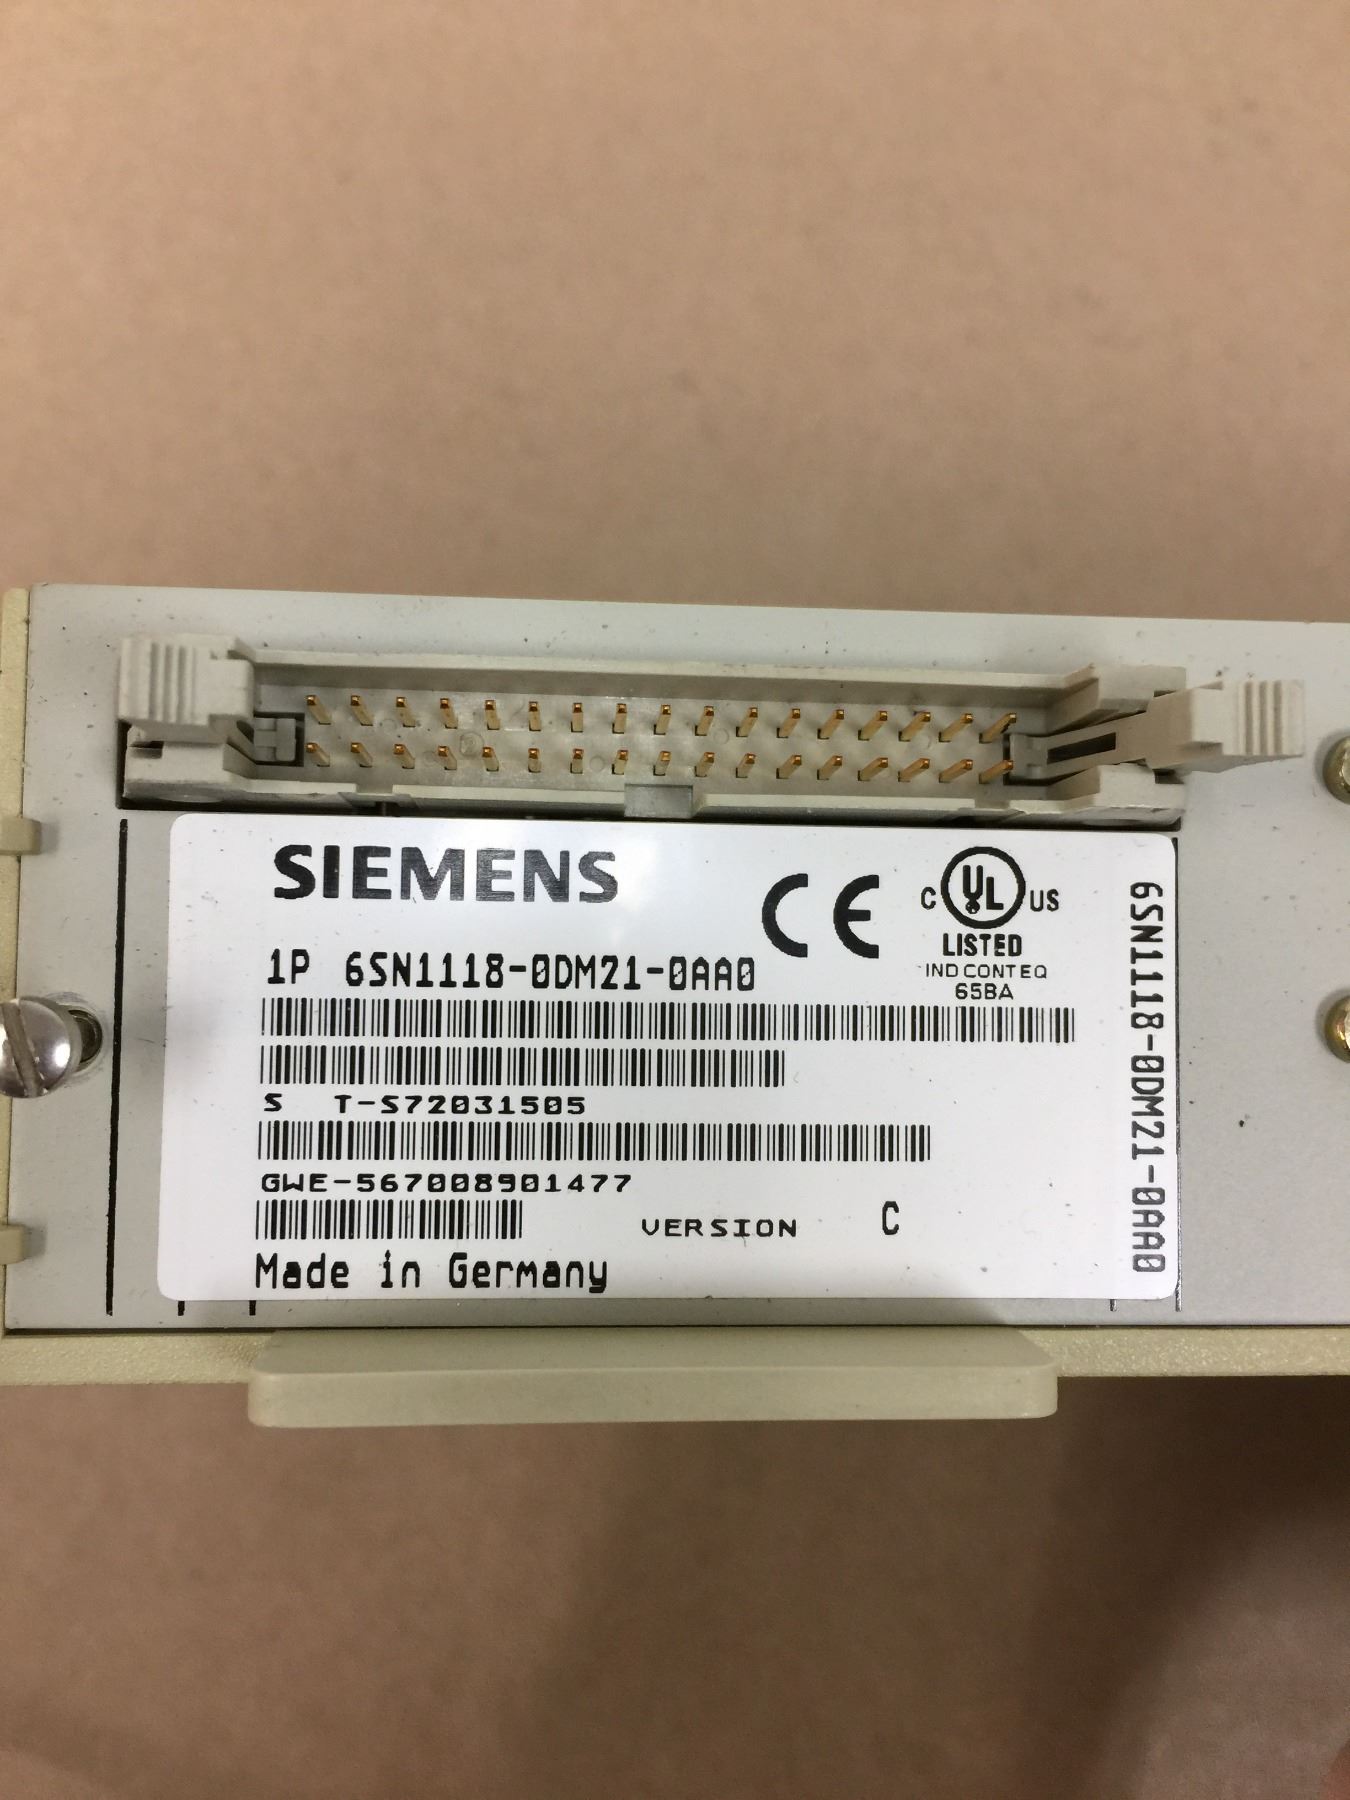 SIEMENS
CE
C UL US
LISTED
IND CONT EQ
65BA
1P 6SN1118-0DM21-0AA0
S T-S72031505
GWE-567008901477
VERSION C
Made in Germany
6SN1118-0DM21-0AA0